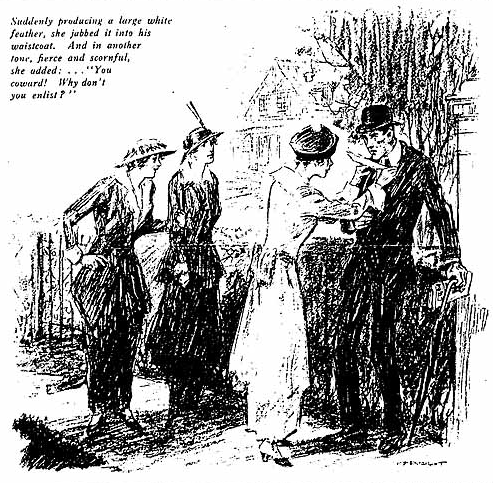 Suddenly producing a large white
feather, she jabbed it into his
waistcoat. And in another
tone, fierce and scornful,
she added: ... "You
coward! Why don't
you enlist?"